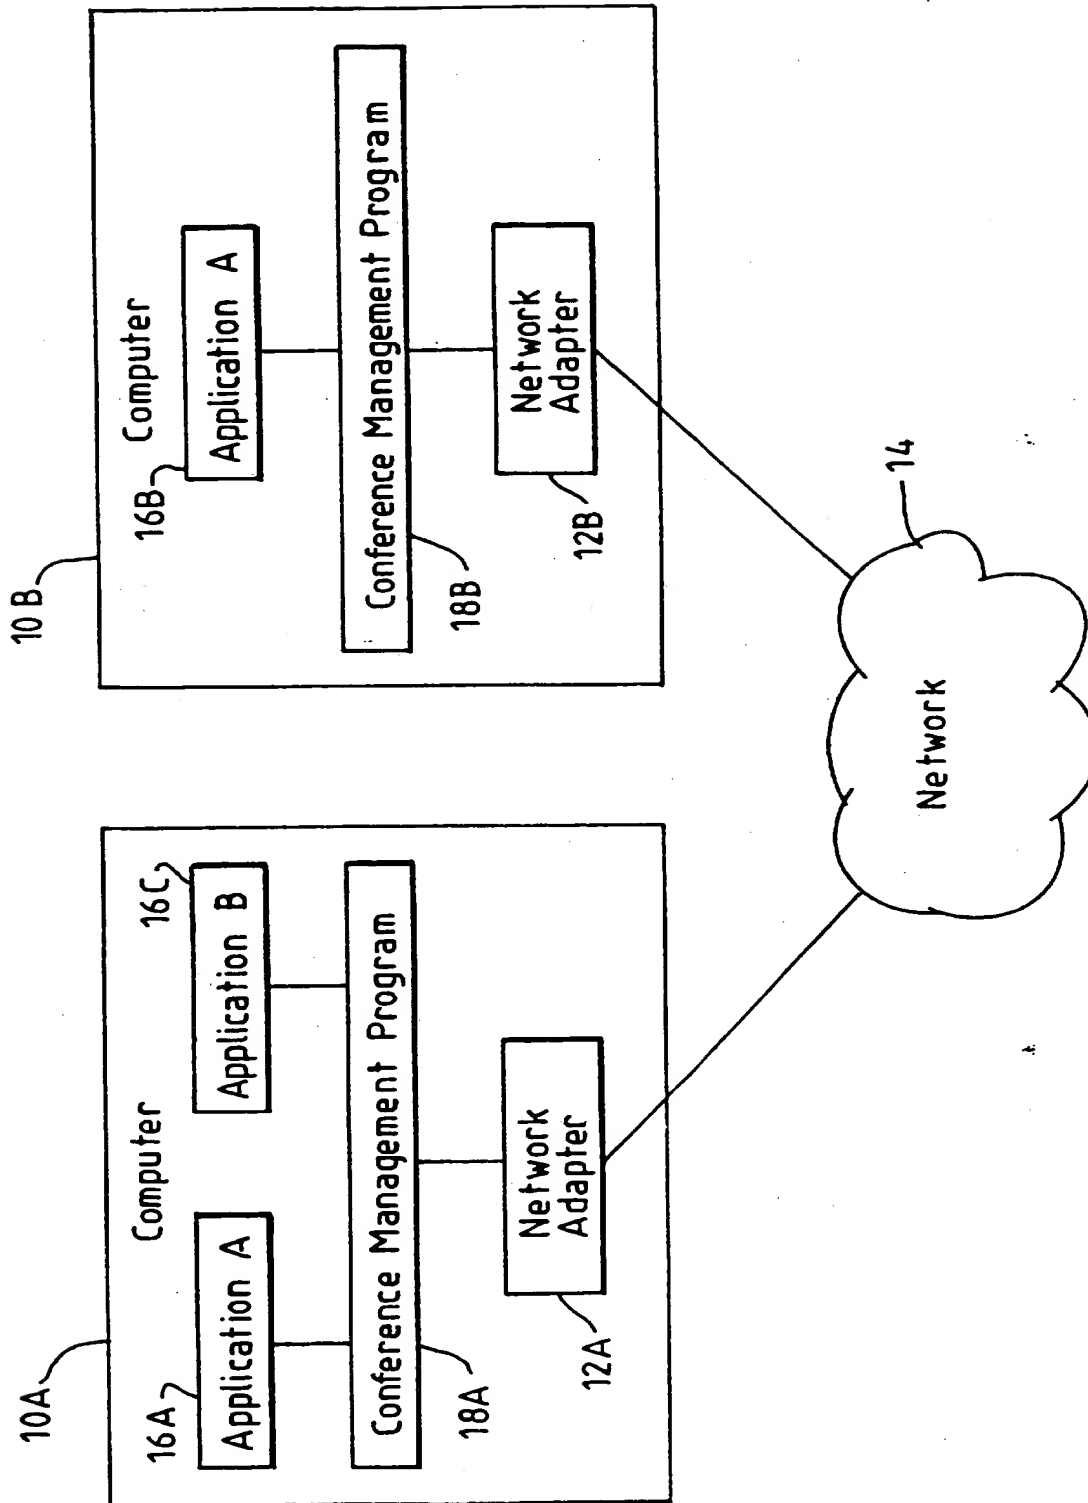 10A
Computer
16A
Application A
16C
Application B
Conference Management Program
18A
Network
Adapter
12A
10B
Computer
16B
Application A
Conference Management Program
18B
Network
Adapter
12B
Network
14